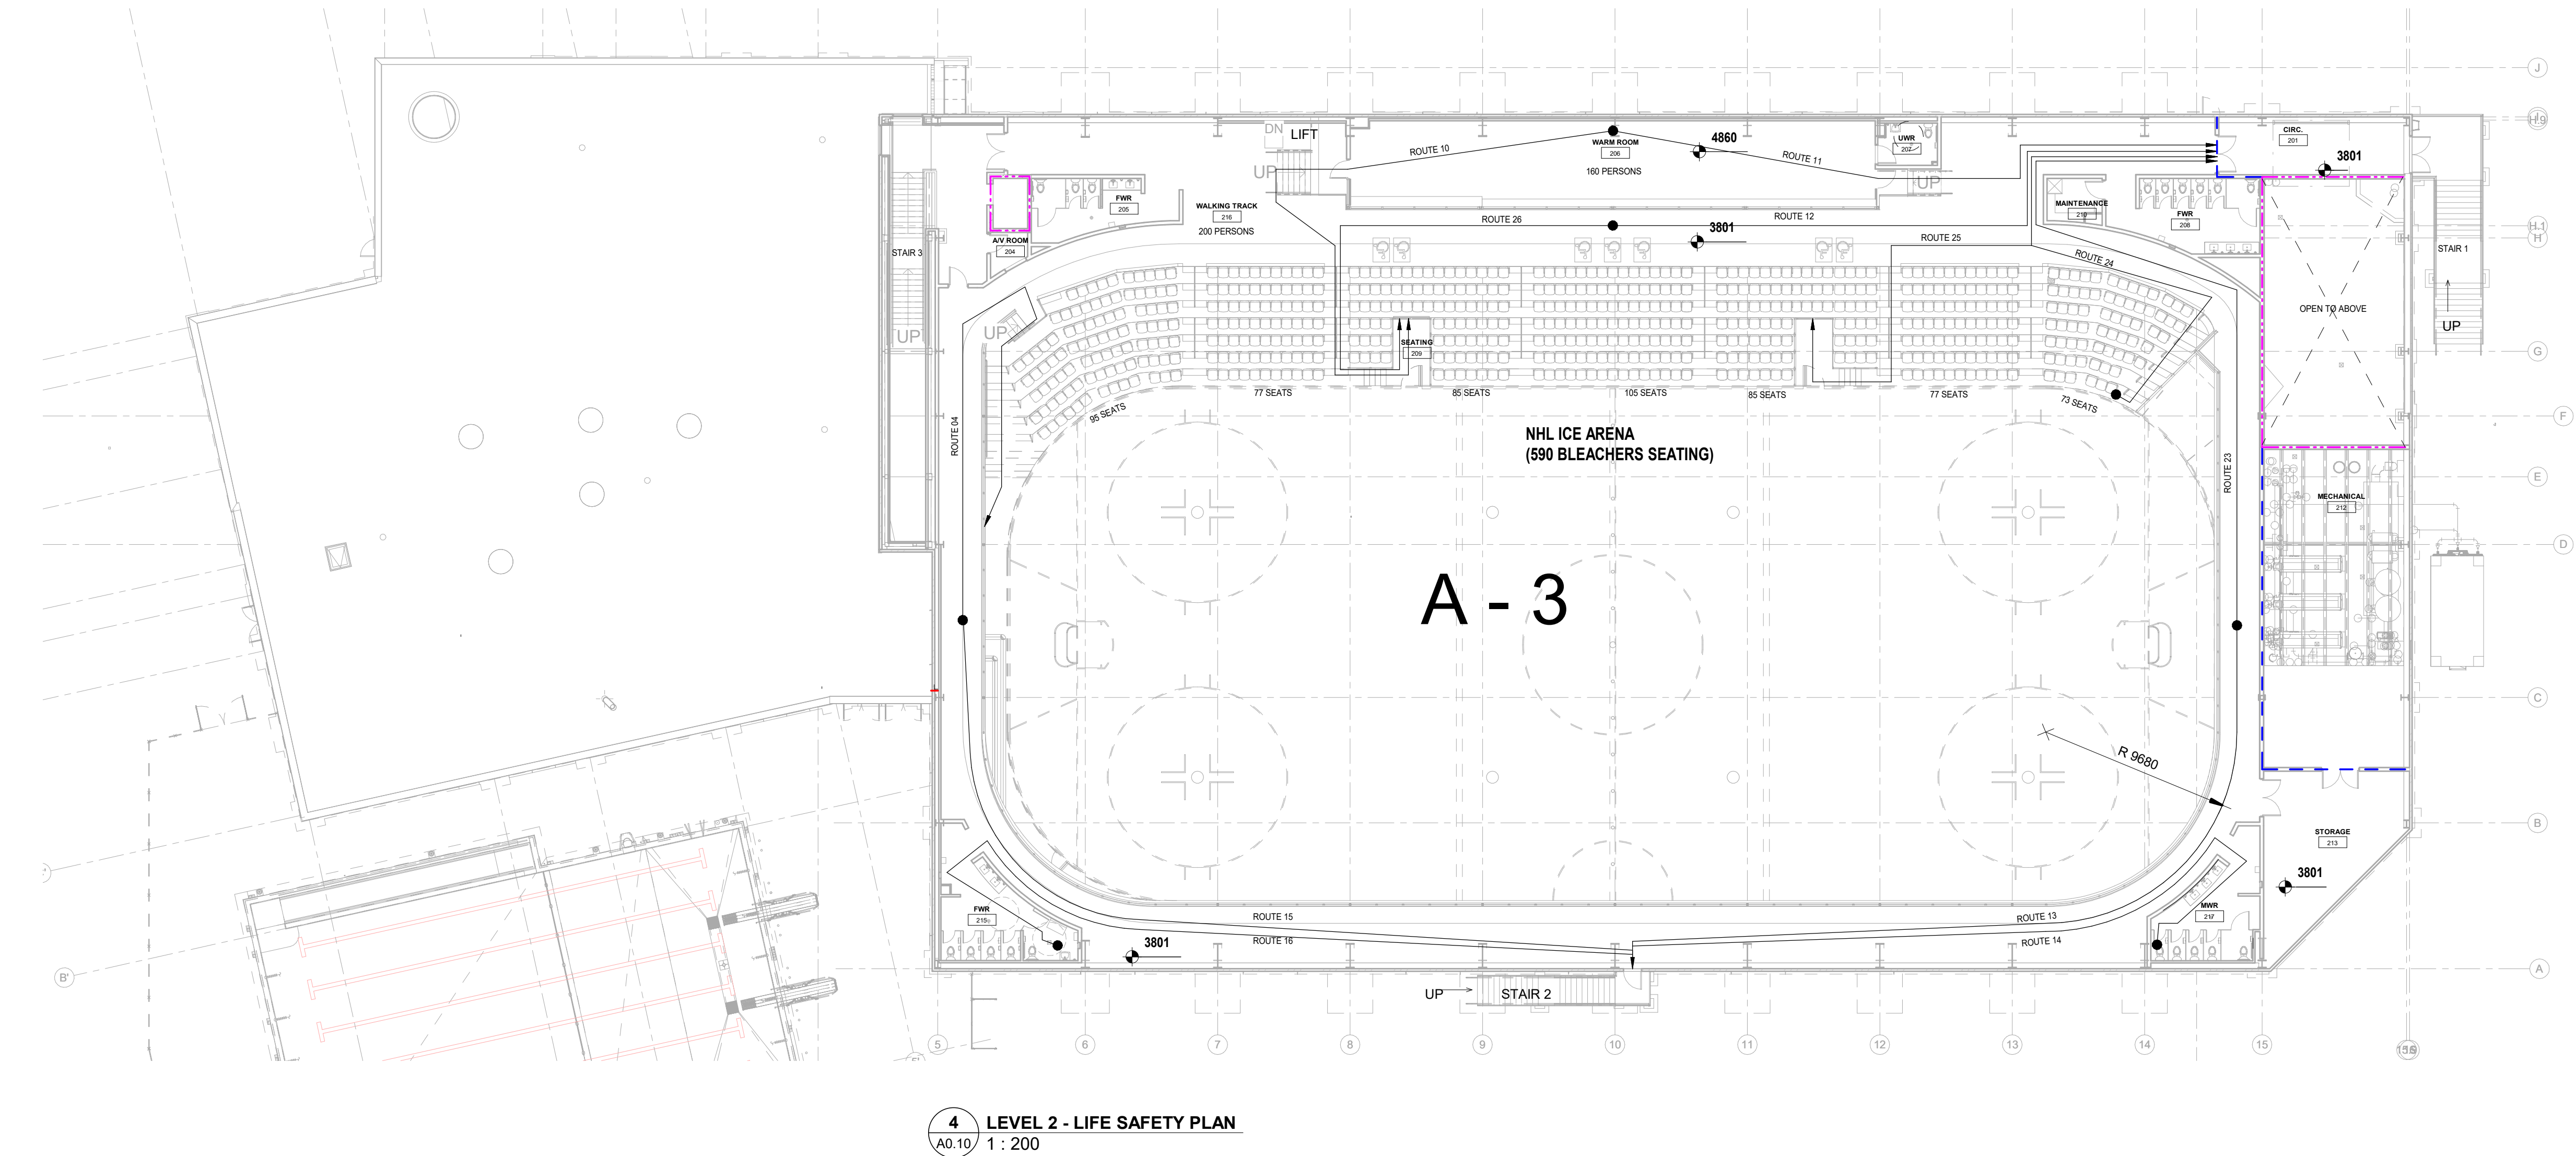 J
H.9
LIFT
DN
UP
WARM ROOM
206
160 PERSONS
ROUTE 10
ROUTE 11
4860
UWR
207
UP
CIRC.
201
3801
FWR
205
WALKING TRACK
216
200 PERSONS
A/V ROOM
204
STAIR 3
UP
UP
ROUTE 26
ROUTE 12
3801
ROUTE 25
ROUTE 24
MAINTENANCE
210
FWR
208
H.1
H
STAIR 1
UP
OPEN TO ABOVE
G
SEATING
209
95 SEATS
77 SEATS
85 SEATS
105 SEATS
85 SEATS
77 SEATS
73 SEATS
F
ROUTE 04
NHL ICE ARENA
(590 BLEACHERS SEATING)
ROUTE 23
E
MECHANICAL
212
D
A - 3
C
R 9680
B
STORAGE
213
3801
FWR
215
ROUTE 15
ROUTE 16
3801
ROUTE 13
ROUTE 14
MWR
217
A
B'
UP
STAIR 2
5
6
7
8
9
10
11
12
13
14
15
4
A0.10
LEVEL 2 - LIFE SAFETY PLAN
1 : 200